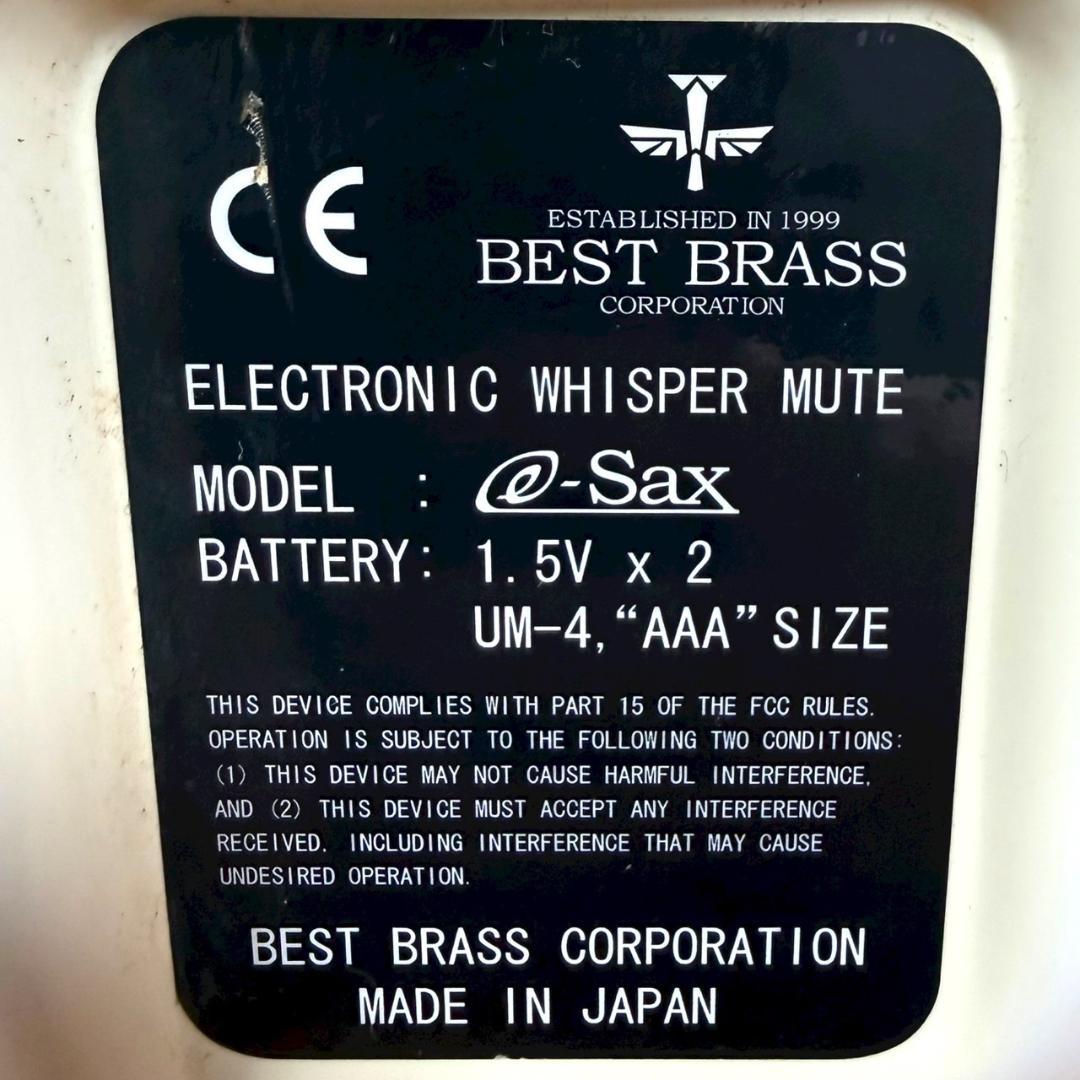 CE
ESTABLISHED IN 1999
BEST BRASS
CORPORATION
ELECTRONIC WHISPER MUTE
MODEL : e-Sax
BATTERY: 1.5V x 2
UM-4, “AAA” SIZE
THIS DEVICE COMPLIES WITH PART 15 OF THE FCC RULES.
OPERATION IS SUBJECT TO THE FOLLOWING TWO CONDITIONS:
(1) THIS DEVICE MAY NOT CAUSE HARMFUL INTERFERENCE,
AND (2) THIS DEVICE MUST ACCEPT ANY INTERFERENCE
RECEIVED, INCLUDING INTERFERENCE THAT MAY CAUSE
UNDESIRED OPERATION.
BEST BRASS CORPORATION
MADE IN JAPAN